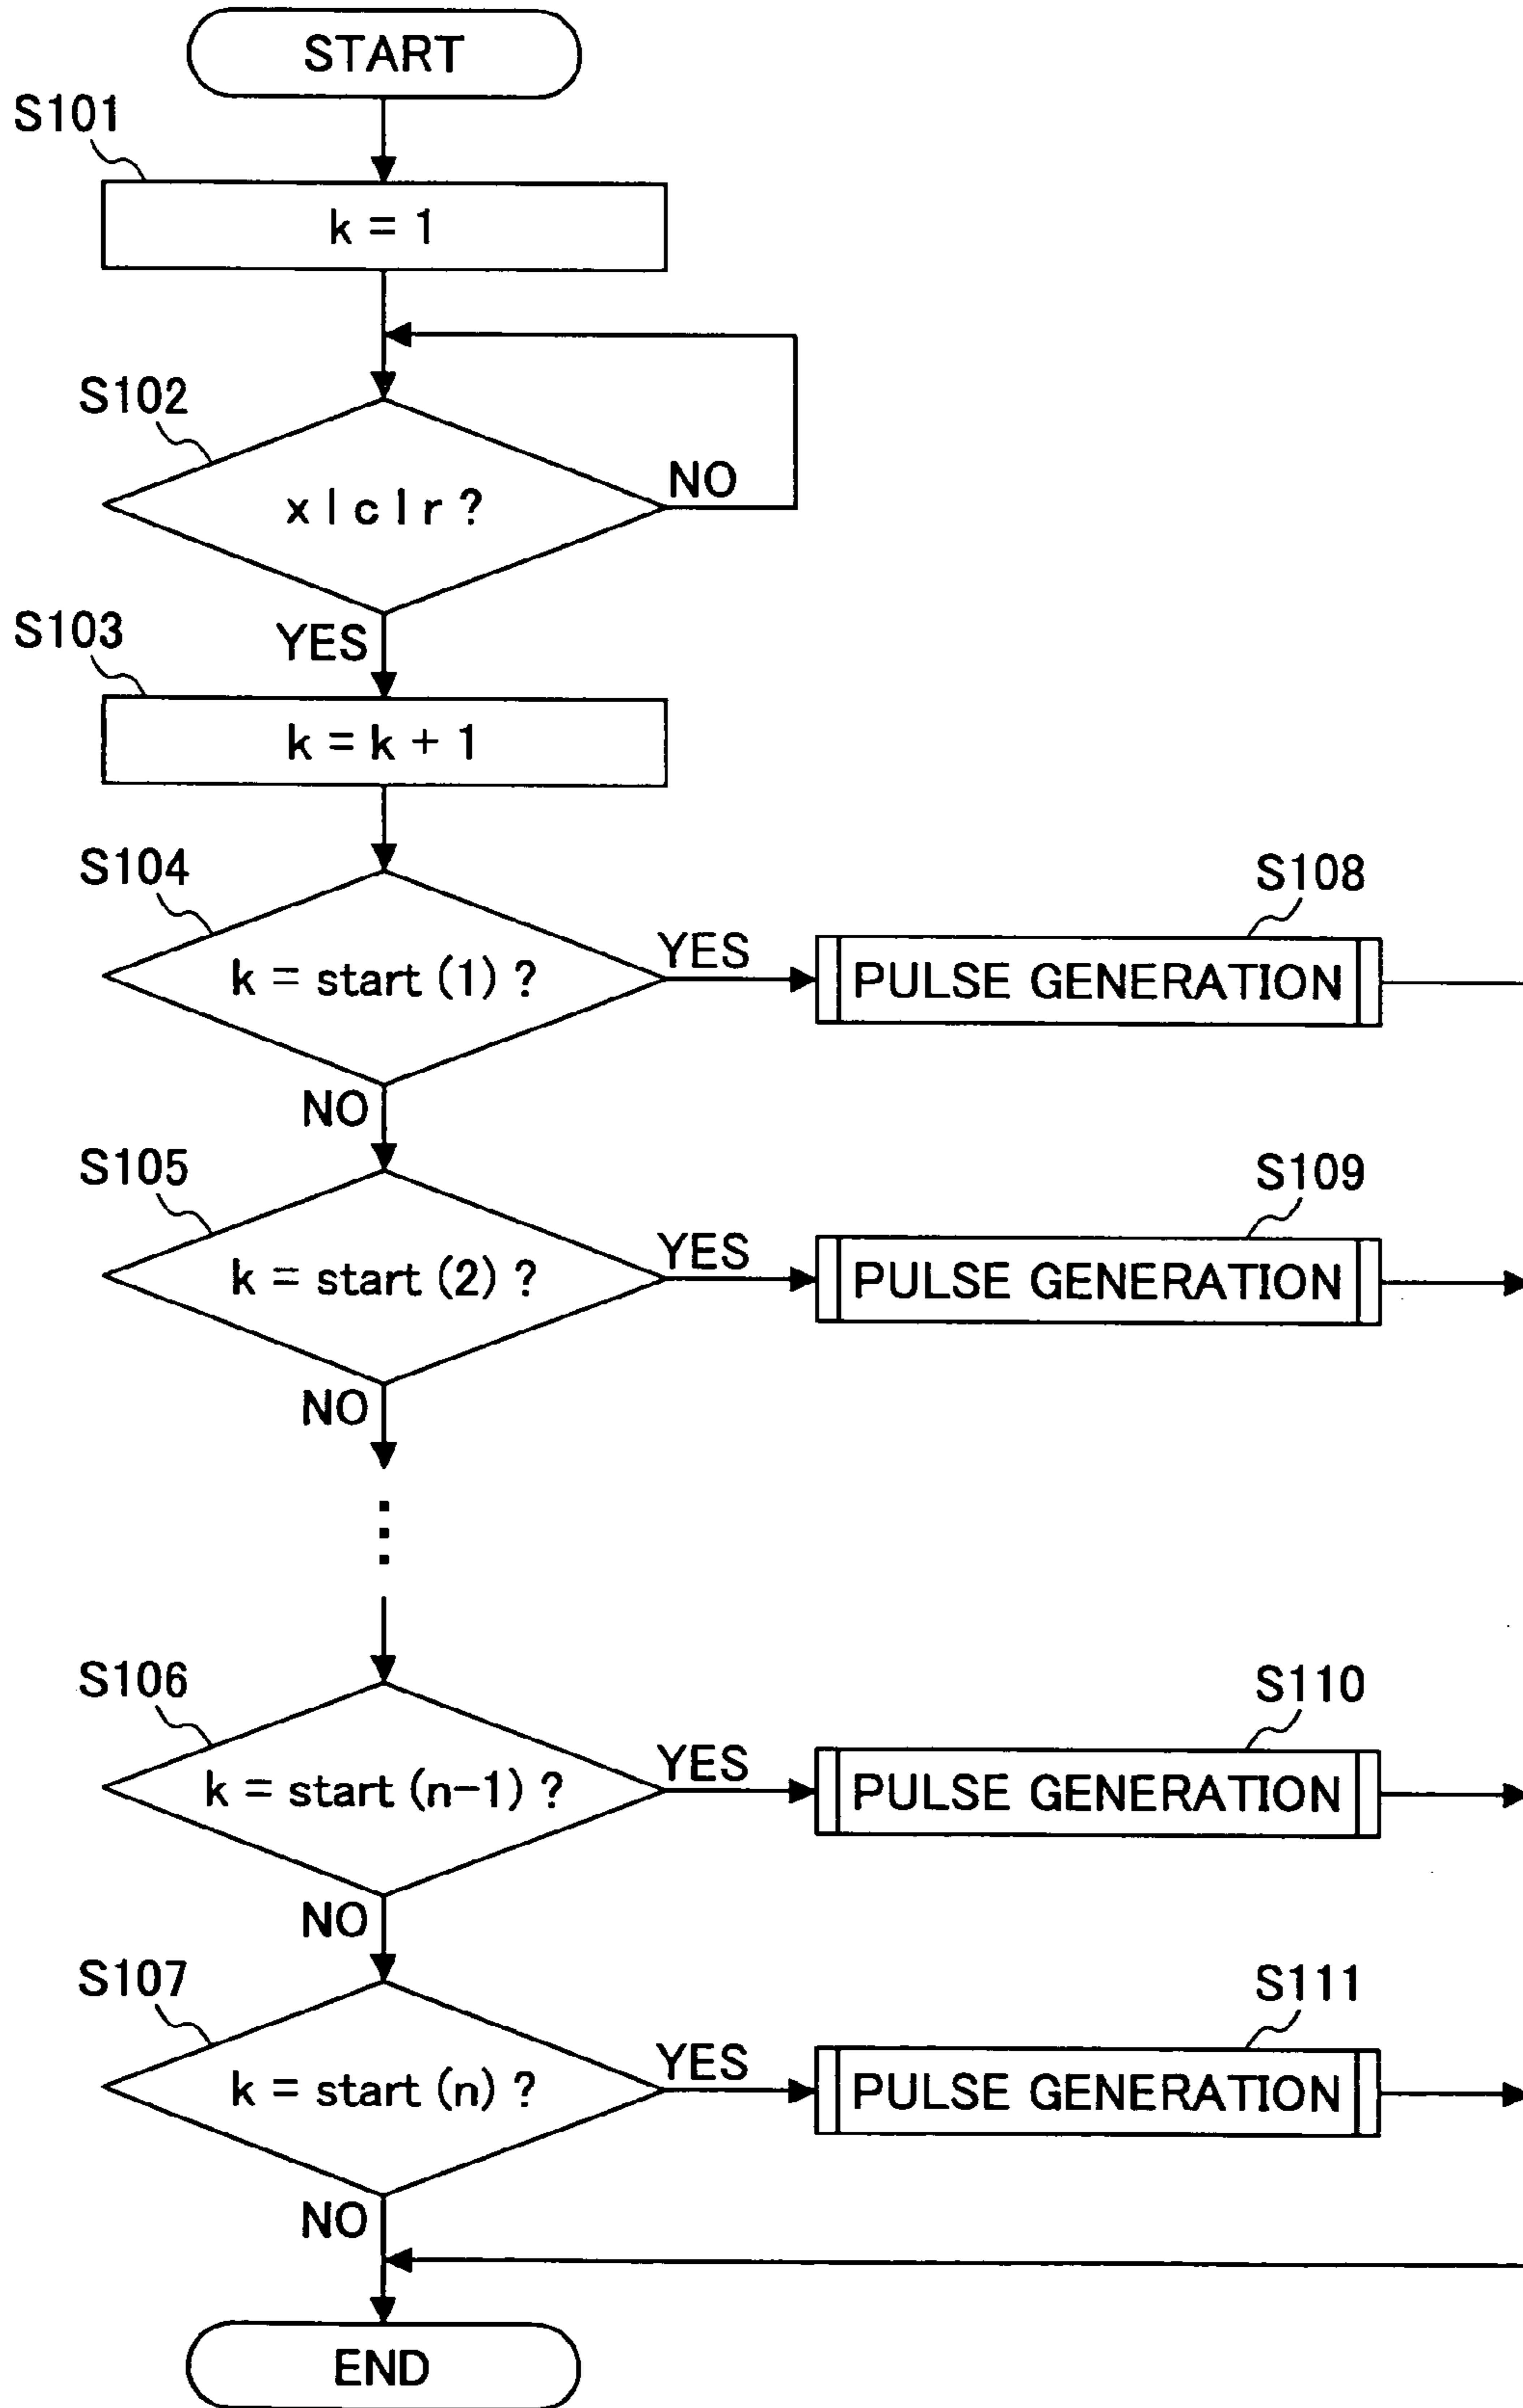 START
S101
k = 1
S102
x l c l r ?
NO
YES
S103
k = k + 1
S104
k = start (1) ?
YES
S108
PULSE GENERATION
NO
S105
k = start (2) ?
YES
S109
PULSE GENERATION
NO
⋮
S106
k = start (n-1) ?
YES
S110
PULSE GENERATION
NO
S107
k = start (n) ?
YES
S111
PULSE GENERATION
NO
END